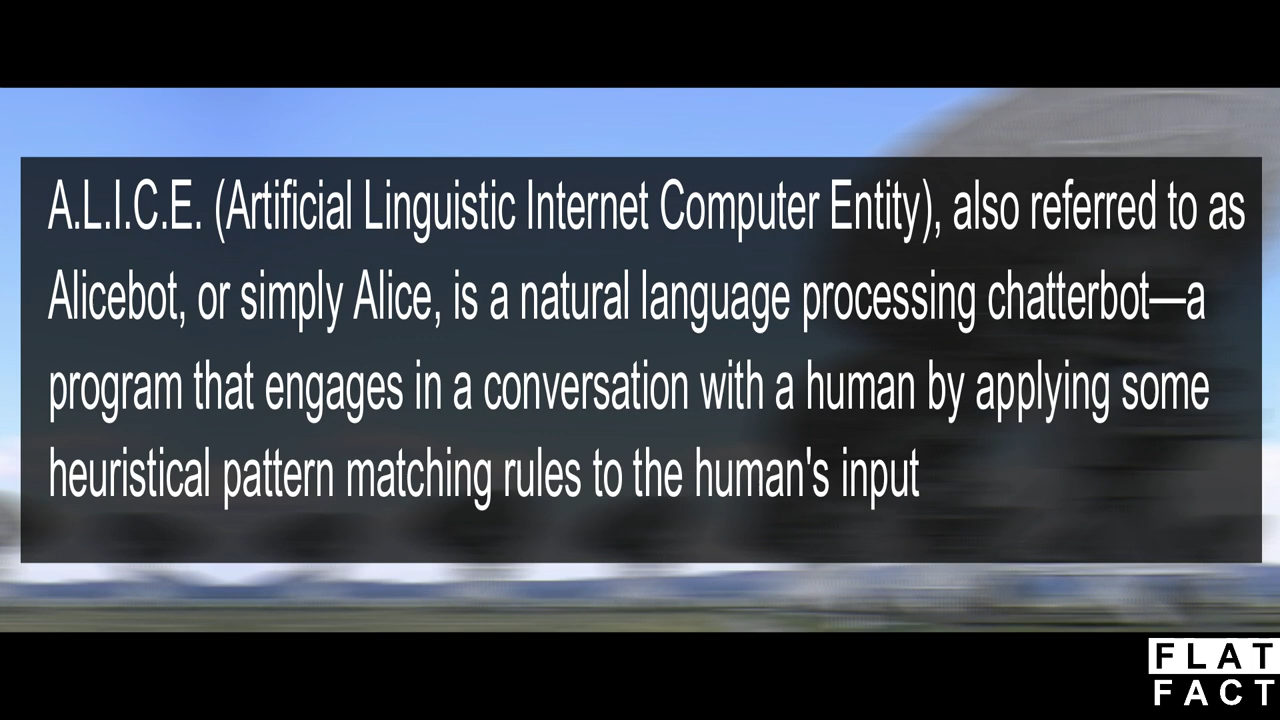 A.L.I.C.E. (Artificial Linguistic Internet Computer Entity), also referred to as
Alicebot, or simply Alice, is a natural language processing chatterbot—a
program that engages in a conversation with a human by applying some
heuristical pattern matching rules to the human's input
FLAT
FACT